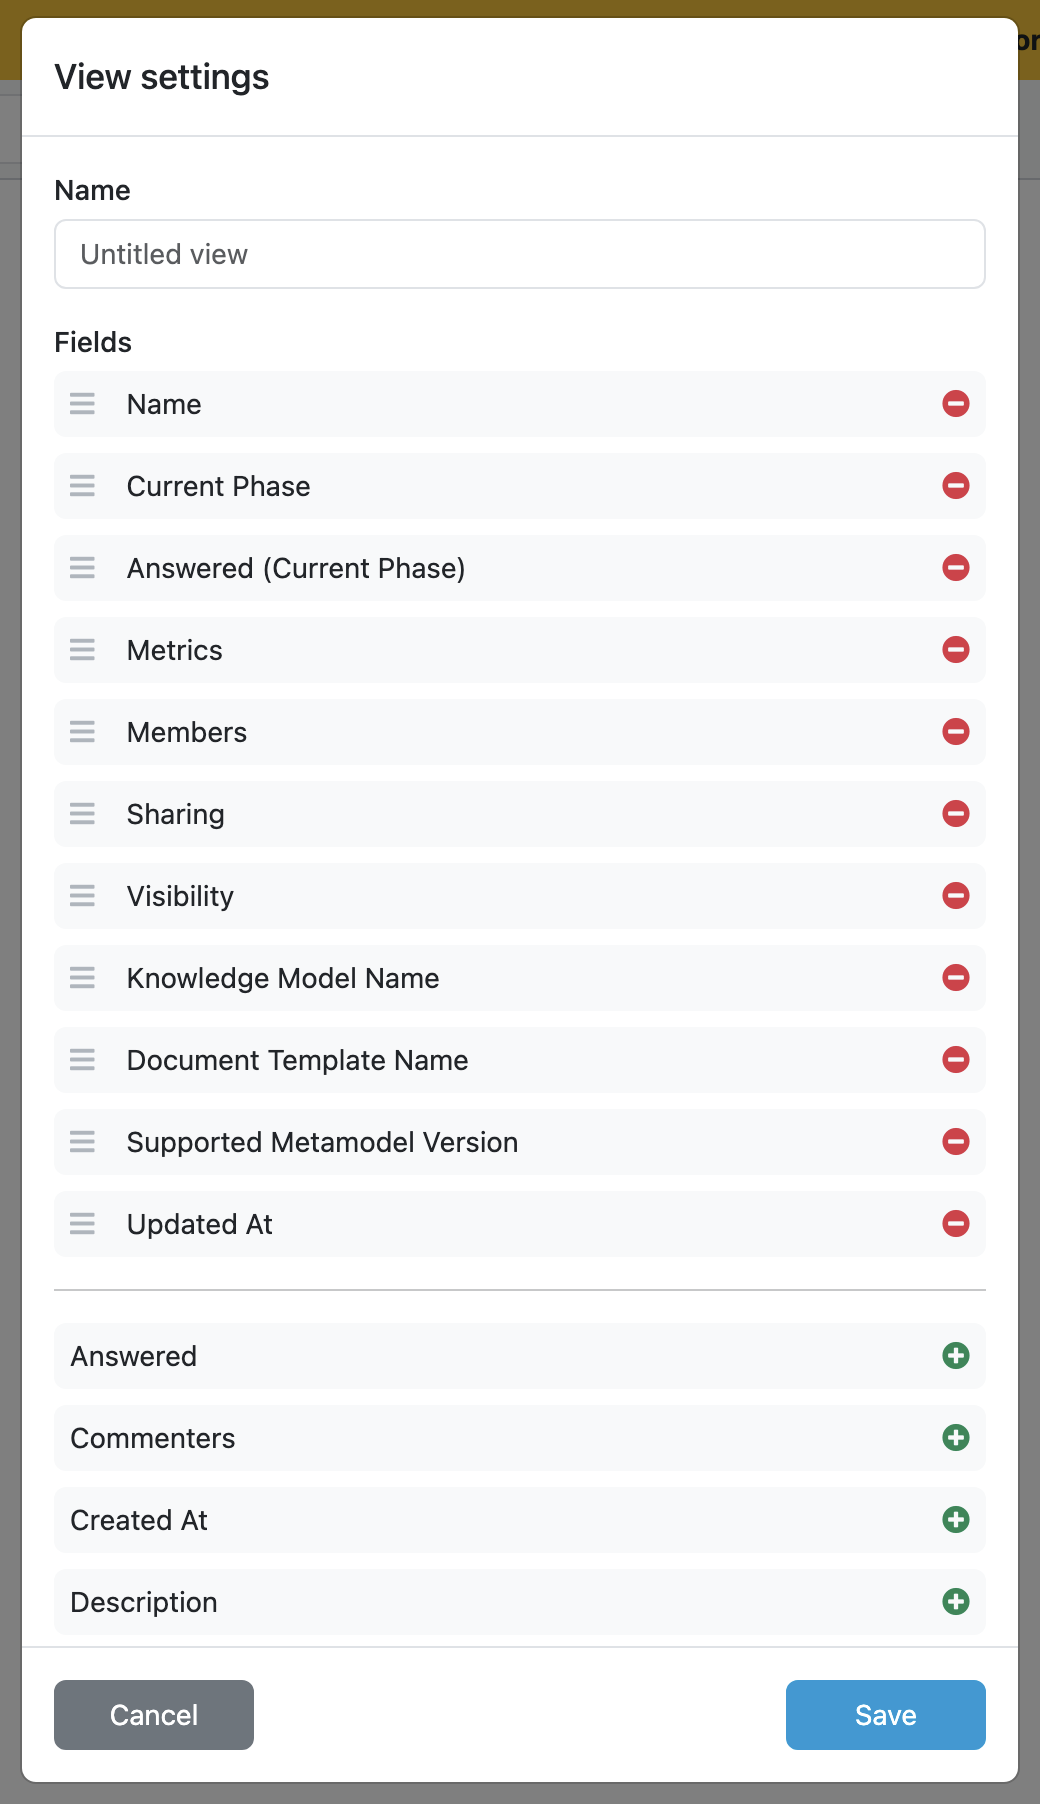 View settings
Name
Untitled view
Fields
Name
Current Phase
Answered (Current Phase)
Metrics
Members
Sharing
Visibility
Knowledge Model Name
Document Template Name
Supported Metamodel Version
Updated At
Answered
Commenters
Created At
Description
Cancel
Save